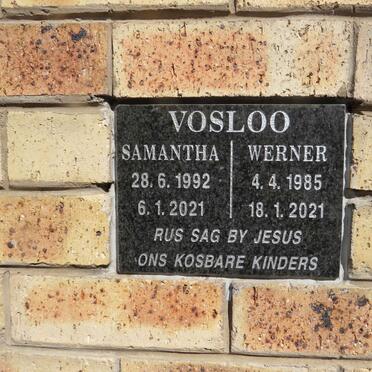 VOSLOO
SAMANTHA WERNER
28. 6. 1992 4. 4. 1985
6. 1. 2021 18. 1. 2021
RUS SAG BY JESUS
ONS KOSBARE KINDERS